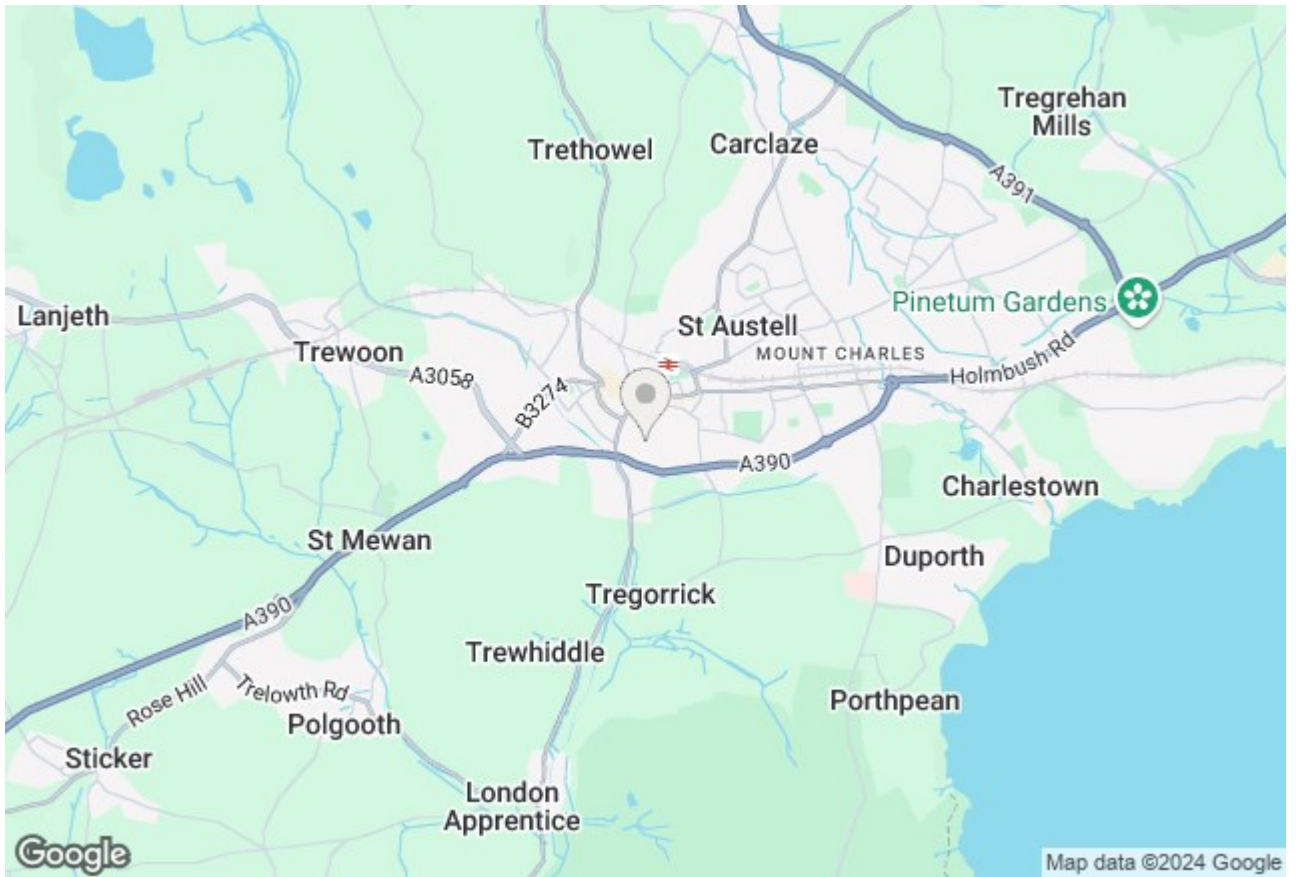 Tregrehan
Mills
Trethowel
Carclaze
A391
Pinetum Gardens
Lanjeth
St Austell
Trewoon
MOUNT CHARLES
A3058
B3274
Holmbush Rd
A390
Charlestown
St Mewan
Duporth
Tregorrick
A390
Trewhiddle
Rose Hill
Trelowth Rd
Porthpean
Polgooth
Sticker
London
Apprentice
Google
Map data ©2024 Google